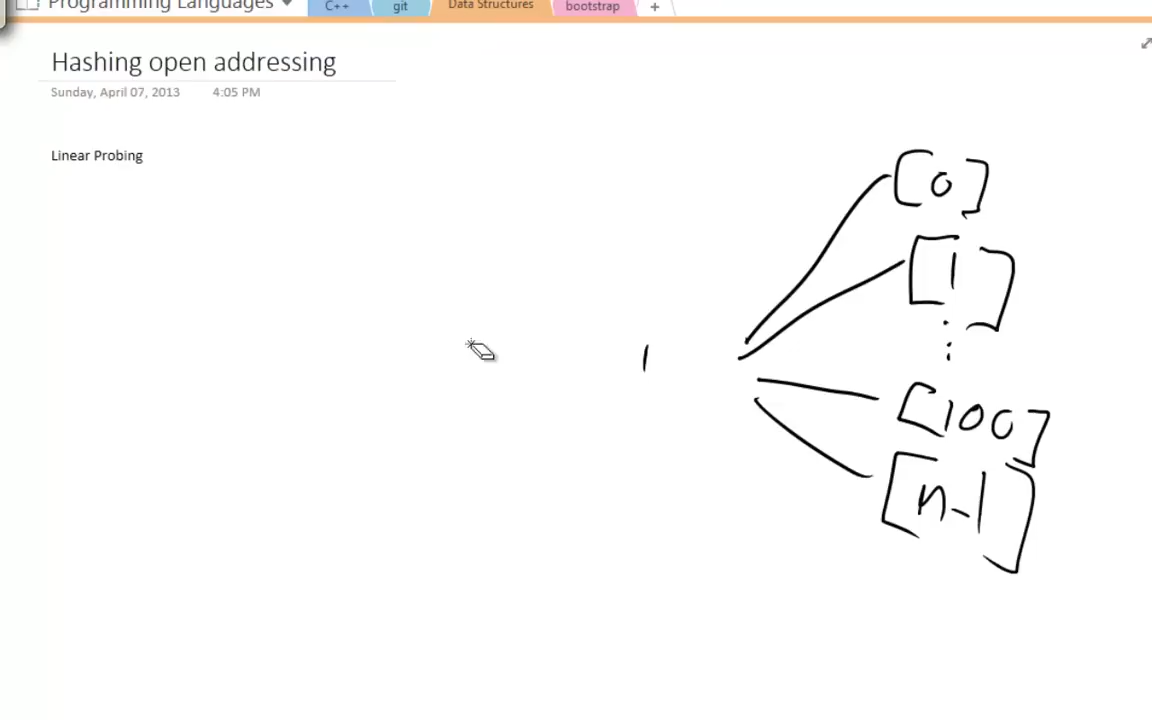 Programming Languages
C++ git Data Structures bootstrap +
Hashing open addressing
Sunday, April 07, 2013 4:05 PM
Linear Probing
[0]
[1]
:
:
1
[100]
[n-1]